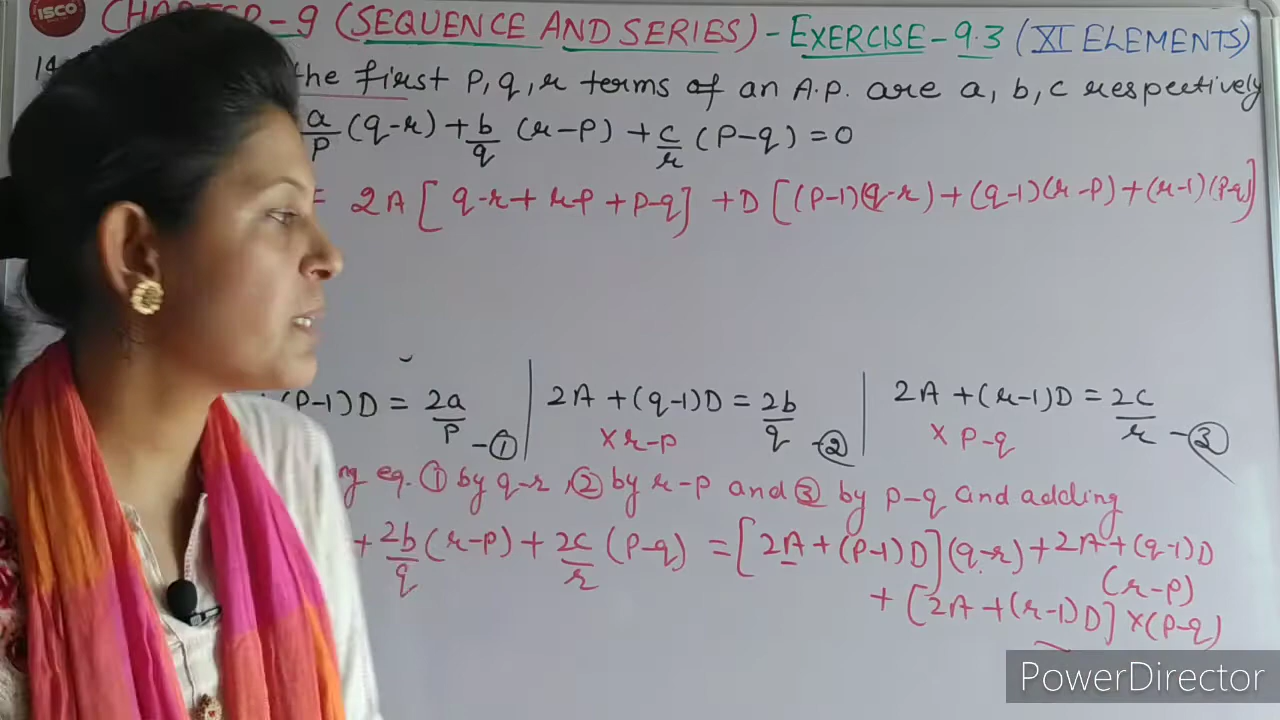 ISCO
CHAPTER-9 (SEQUENCE AND SERIES) - EXERCISE-9.3 (XI ELEMENTS)
14 the first P, q, r terms of an A.P. are a, b, c respectively
a/p (q-r) + b/q (r-p) + c/r (p-q) = 0
= 2A [q-r+r-p+p-q] + D [(p-1)(q-r) + (q-1)(r-p) + (r-1)(p-q)]
(p-1)D = 2a/p -① | 2A + (q-1)D = 2b/q -② | 2A + (r-1)D = 2c/r -③
× r-p × p-q
eq. ① by q-r, ② by r-p and ③ by p-q and adding
+ 2b/q (r-p) + 2c/r (p-q) = [2A + (p-1)D](q-r) + 2A + (q-1)D
(r-p)
+ [2A + (r-1)D] × (p-q)
PowerDirector